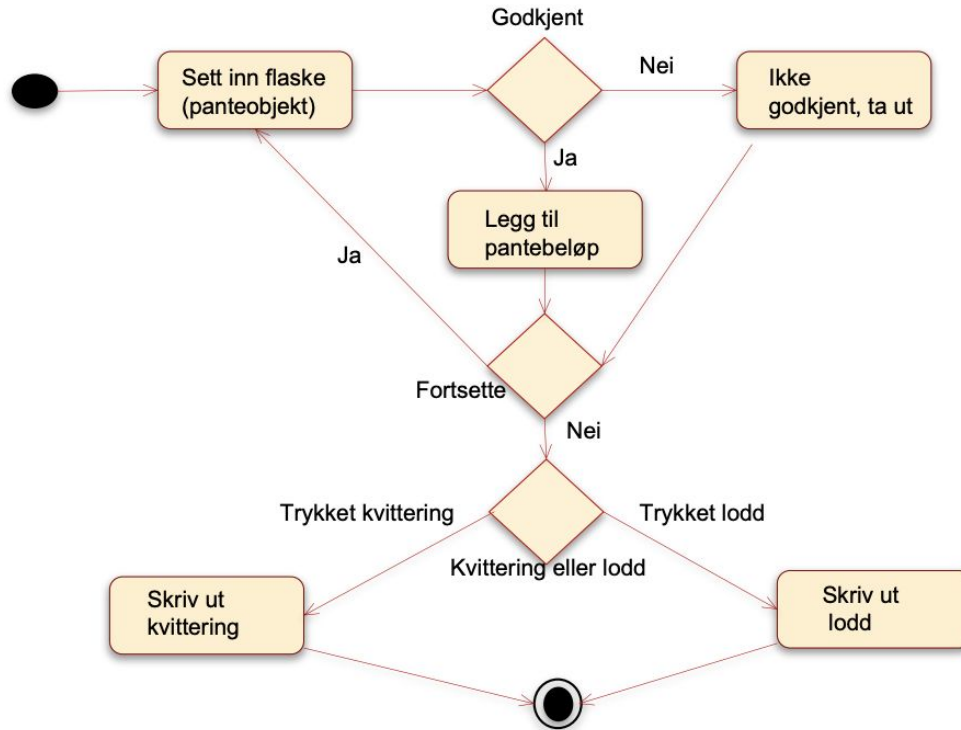 Godkjent
Sett inn flaske
(panteobjekt)
Nei
Ikke
godkjent, ta ut
Ja
Legg til
pantebeløp
Ja
Fortsette
Nei
Trykket kvittering
Trykket lodd
Kvittering eller lodd
Skriv ut
kvittering
Skriv ut
lodd